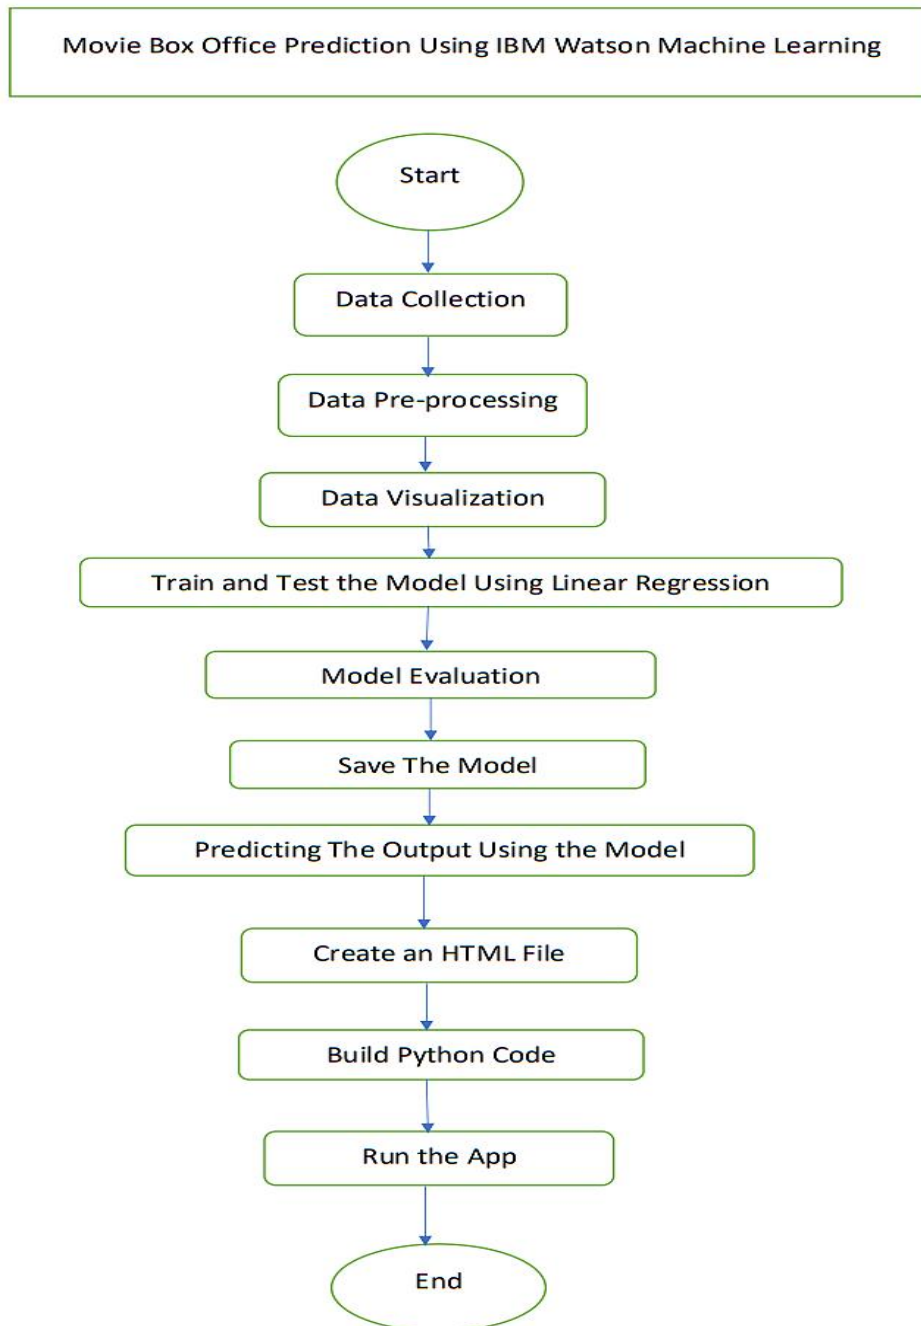 Movie Box Office Prediction Using IBM Watson Machine Learning
Start
Data Collection
Data Pre-processing
Data Visualization
Train and Test the Model Using Linear Regression
Model Evaluation
Save The Model
Predicting The Output Using the Model
Create an HTML File
Build Python Code
Run the App
End